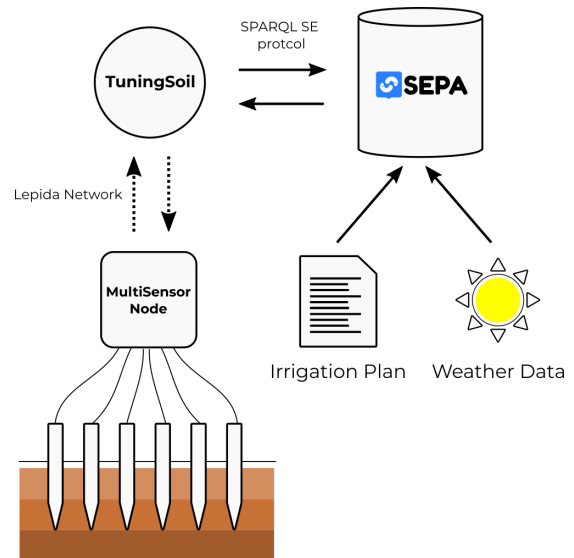 SPARQL SE
protcol
TuningSoil
SEPA
Lepida Network
MultiSensor
Node
Irrigation Plan
Weather Data